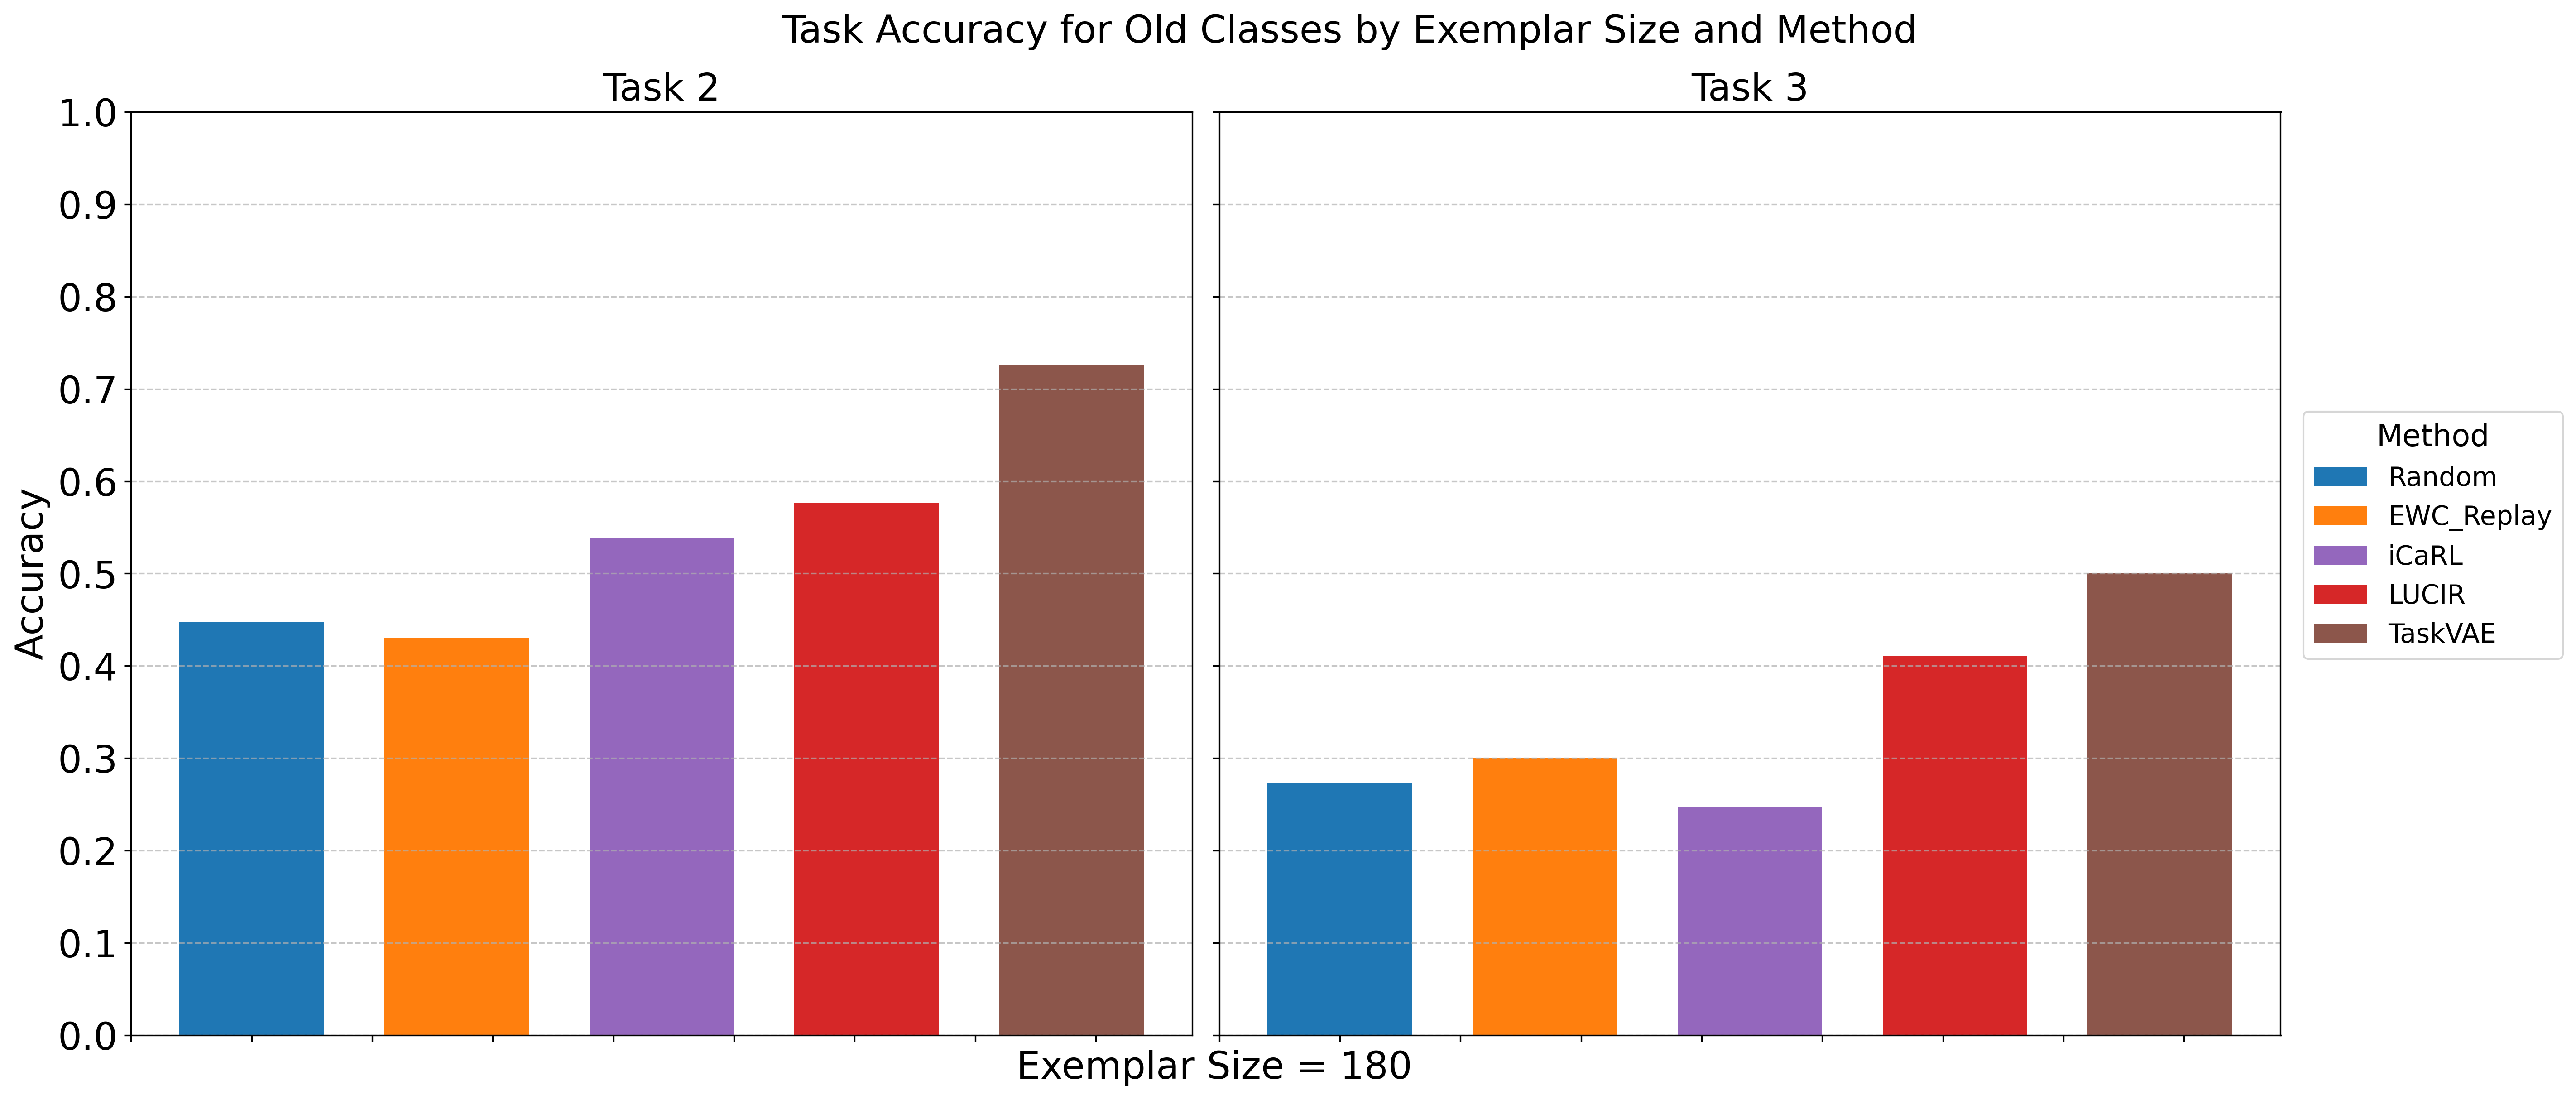 Task Accuracy for Old Classes by Exemplar Size and Method
Task 2
Task 3
1.0
0.9
0.8
0.7
0.6
0.5
0.4
0.3
0.2
0.1
0.0
Accuracy
Exemplar Size = 180
Method
Random
EWC_Replay
iCaRL
LUCIR
TaskVAE